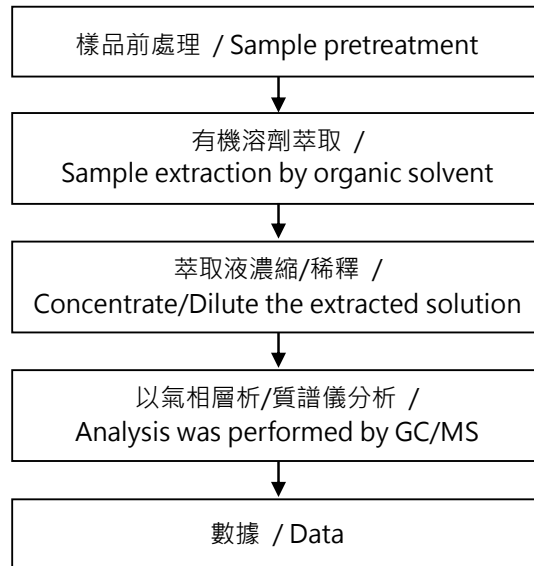 樣品前處理 / Sample pretreatment
有機溶劑萃取 /
Sample extraction by organic solvent
萃取液濃縮/稀釋 /
Concentrate/Dilute the extracted solution
以氣相層析/質譜儀分析 /
Analysis was performed by GC/MS
數據 / Data